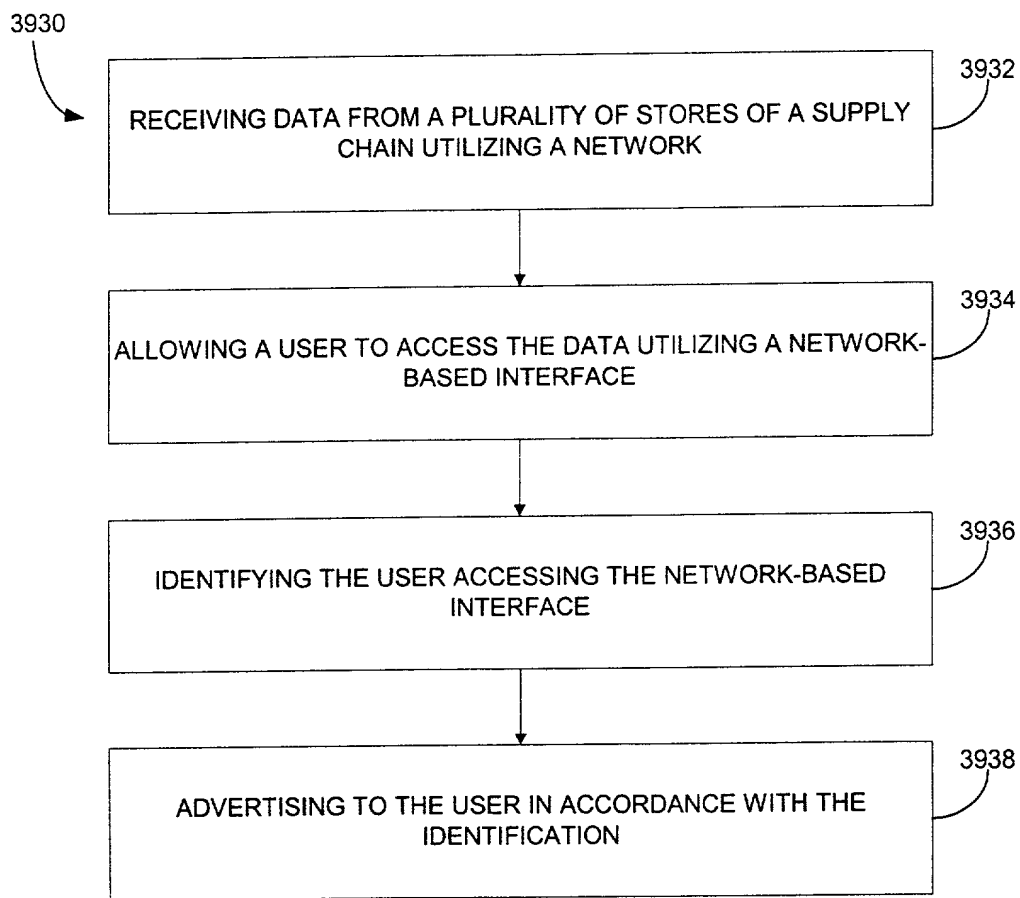 3930
3932
RECEIVING DATA FROM A PLURALITY OF STORES OF A SUPPLY
CHAIN UTILIZING A NETWORK
3934
ALLOWING A USER TO ACCESS THE DATA UTILIZING A NETWORK-
BASED INTERFACE
3936
IDENTIFYING THE USER ACCESSING THE NETWORK-BASED
INTERFACE
3938
ADVERTISING TO THE USER IN ACCORDANCE WITH THE
IDENTIFICATION